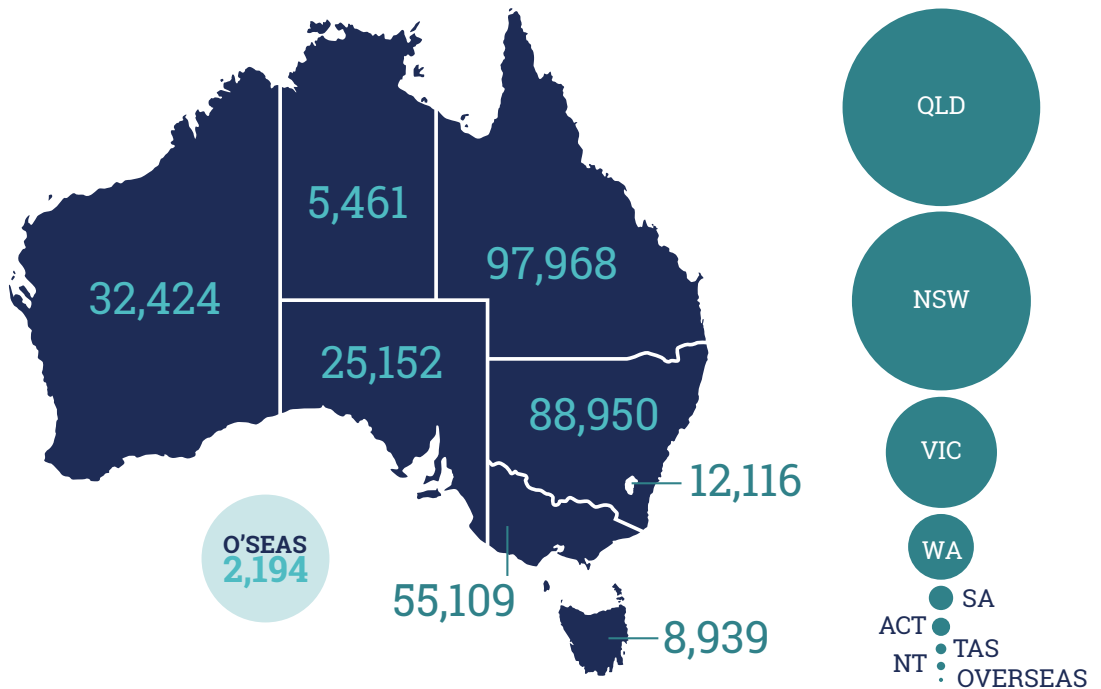 5,461
97,968
32,424
25,152
88,950
12,116
O'SEAS
2,194
55,109
8,939
QLD
NSW
VIC
WA
SA
ACT
TAS
NT
OVERSEAS